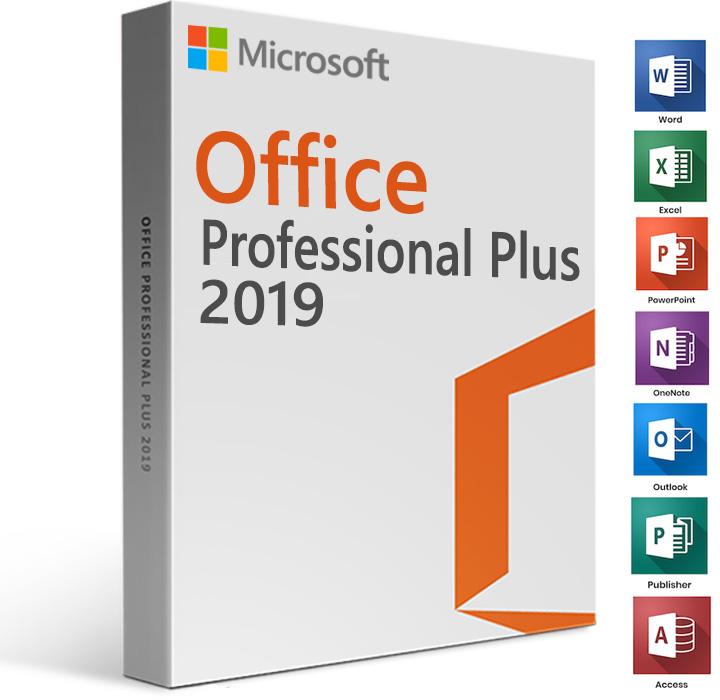 Microsoft
Office
Professional Plus
2019
OFFICE PROFESSIONAL PLUS 2019
W
Word
X
Excel
P
PowerPoint
N
OneNote
O
Outlook
P
Publisher
A
Access